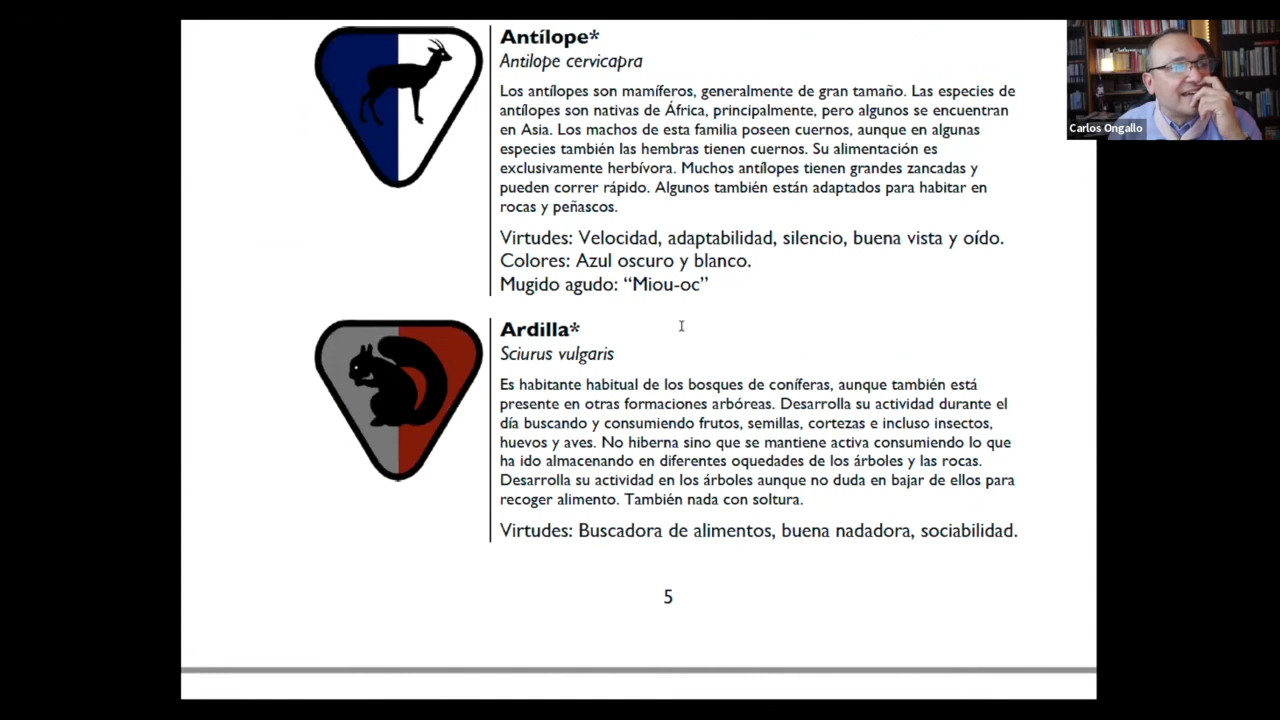 Antílope*
Antilope cervicapra
Los antílopes son mamíferos, generalmente de gran tamaño. Las especies de
antílopes son nativas de África, principalmente, pero algunos se encuentran
en Asia. Los machos de esta familia poseen cuernos, aunque en algunas
especies también las hembras tienen cuernos. Su alimentación es
exclusivamente herbívora. Muchos antílopes tienen grandes zancadas y
pueden correr rápido. Algunos también están adaptados para habitar en
rocas y peñascos.
Virtudes: Velocidad, adaptabilidad, silencio, buena vista y oído.
Colores: Azul oscuro y blanco.
Mugido agudo: “Miou-oc”
Ardilla*
Sciurus vulgaris
Es habitante habitual de los bosques de coníferas, aunque también está
presente en otras formaciones arbóreas. Desarrolla su actividad durante el
día buscando y consumiendo frutos, semillas, cortezas e incluso insectos,
huevos y aves. No hiberna sino que se mantiene activa consumiendo lo que
ha ido almacenando en diferentes oquedades de los árboles y las rocas.
Desarrolla su actividad en los árboles aunque no duda en bajar de ellos para
recoger alimento. También nada con soltura.
Virtudes: Buscadora de alimentos, buena nadadora, sociabilidad.
5
Carlos Ongallo